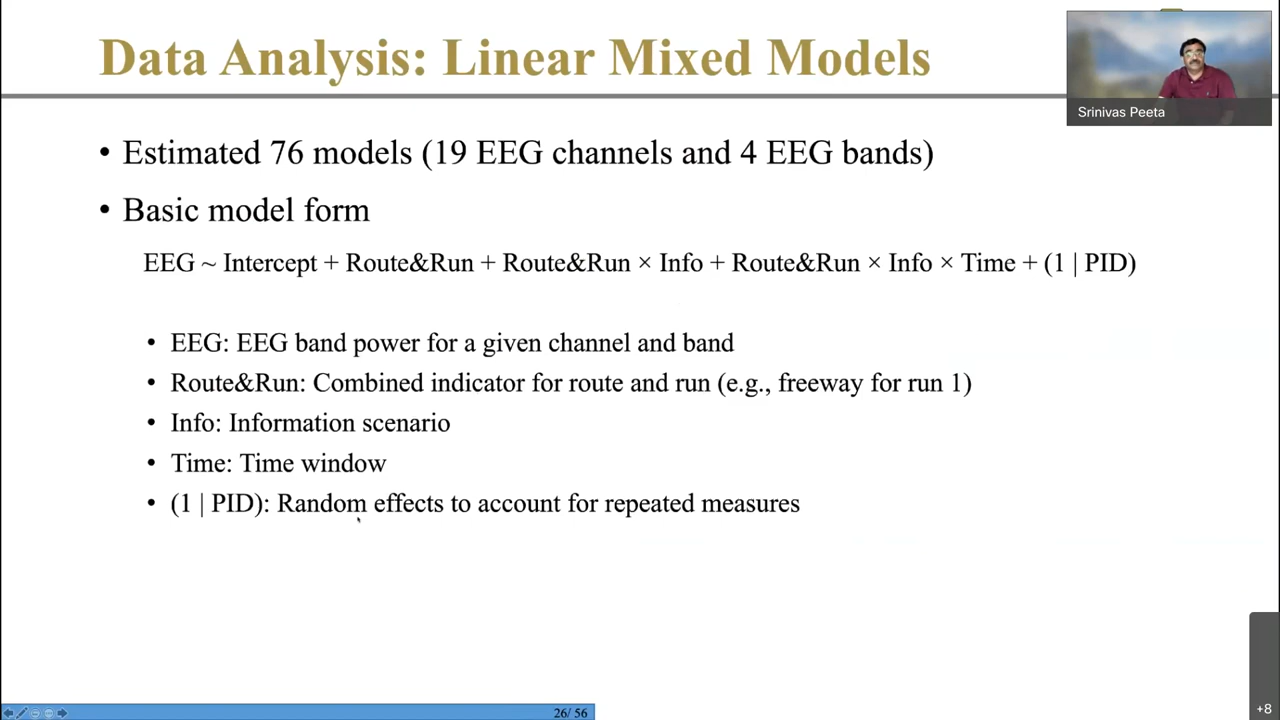 Data Analysis: Linear Mixed Models
Srinivas Peeta
• Estimated 76 models (19 EEG channels and 4 EEG bands)
• Basic model form
EEG ~ Intercept + Route&Run + Route&Run × Info + Route&Run × Info × Time + (1 | PID)
• EEG: EEG band power for a given channel and band
• Route&Run: Combined indicator for route and run (e.g., freeway for run 1)
• Info: Information scenario
• Time: Time window
• (1 | PID): Random effects to account for repeated measures
26/ 56
+8